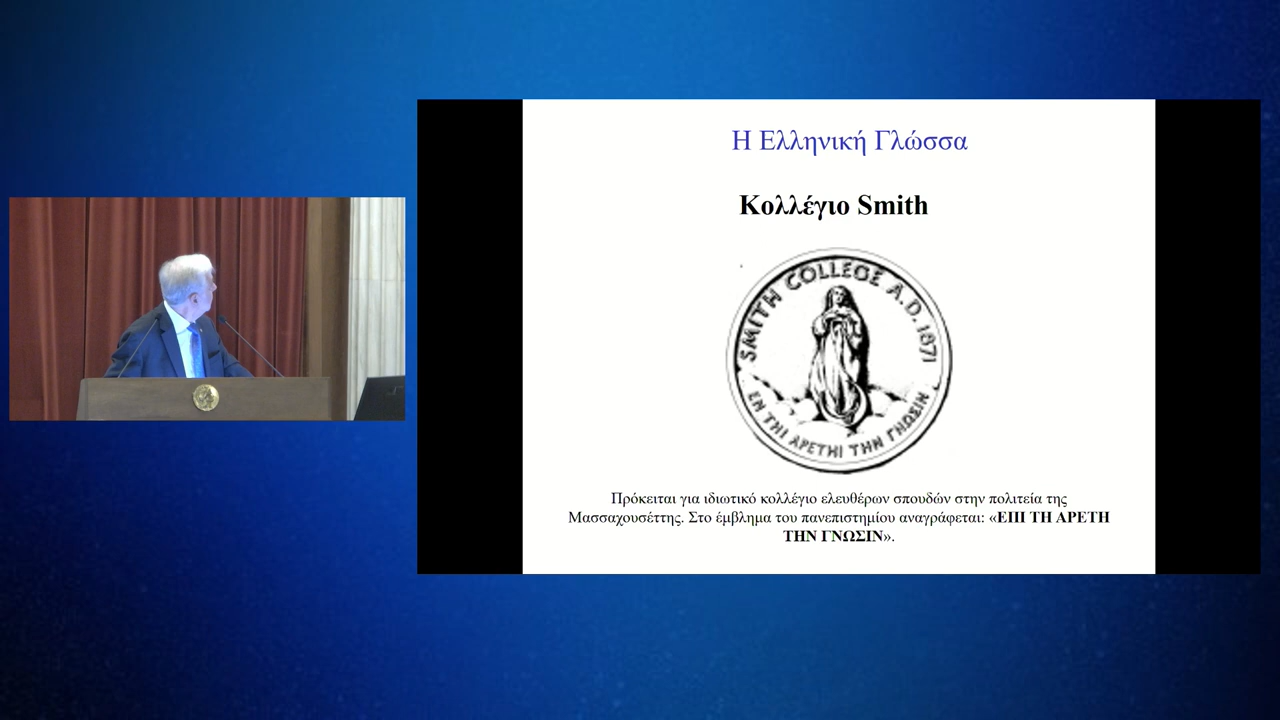 Η Ελληνική Γλώσσα
Κολλέγιο Smith
SMITH COLLEGE A.D. 1871
ΕΝ ΤΗΙ ΑΡΕΤΗΙ ΤΗΝ ΓΝΩΣΙΝ
Πρόκειται για ιδιωτικό κολλέγιο ελευθέρων σπουδών στην πολιτεία της
Μασσαχουσέττης. Στο έμβλημα του πανεπιστημίου αναγράφεται: «ΕΠΙ ΤΗ ΑΡΕΤΗ
ΤΗΝ ΓΝΩΣΙΝ».